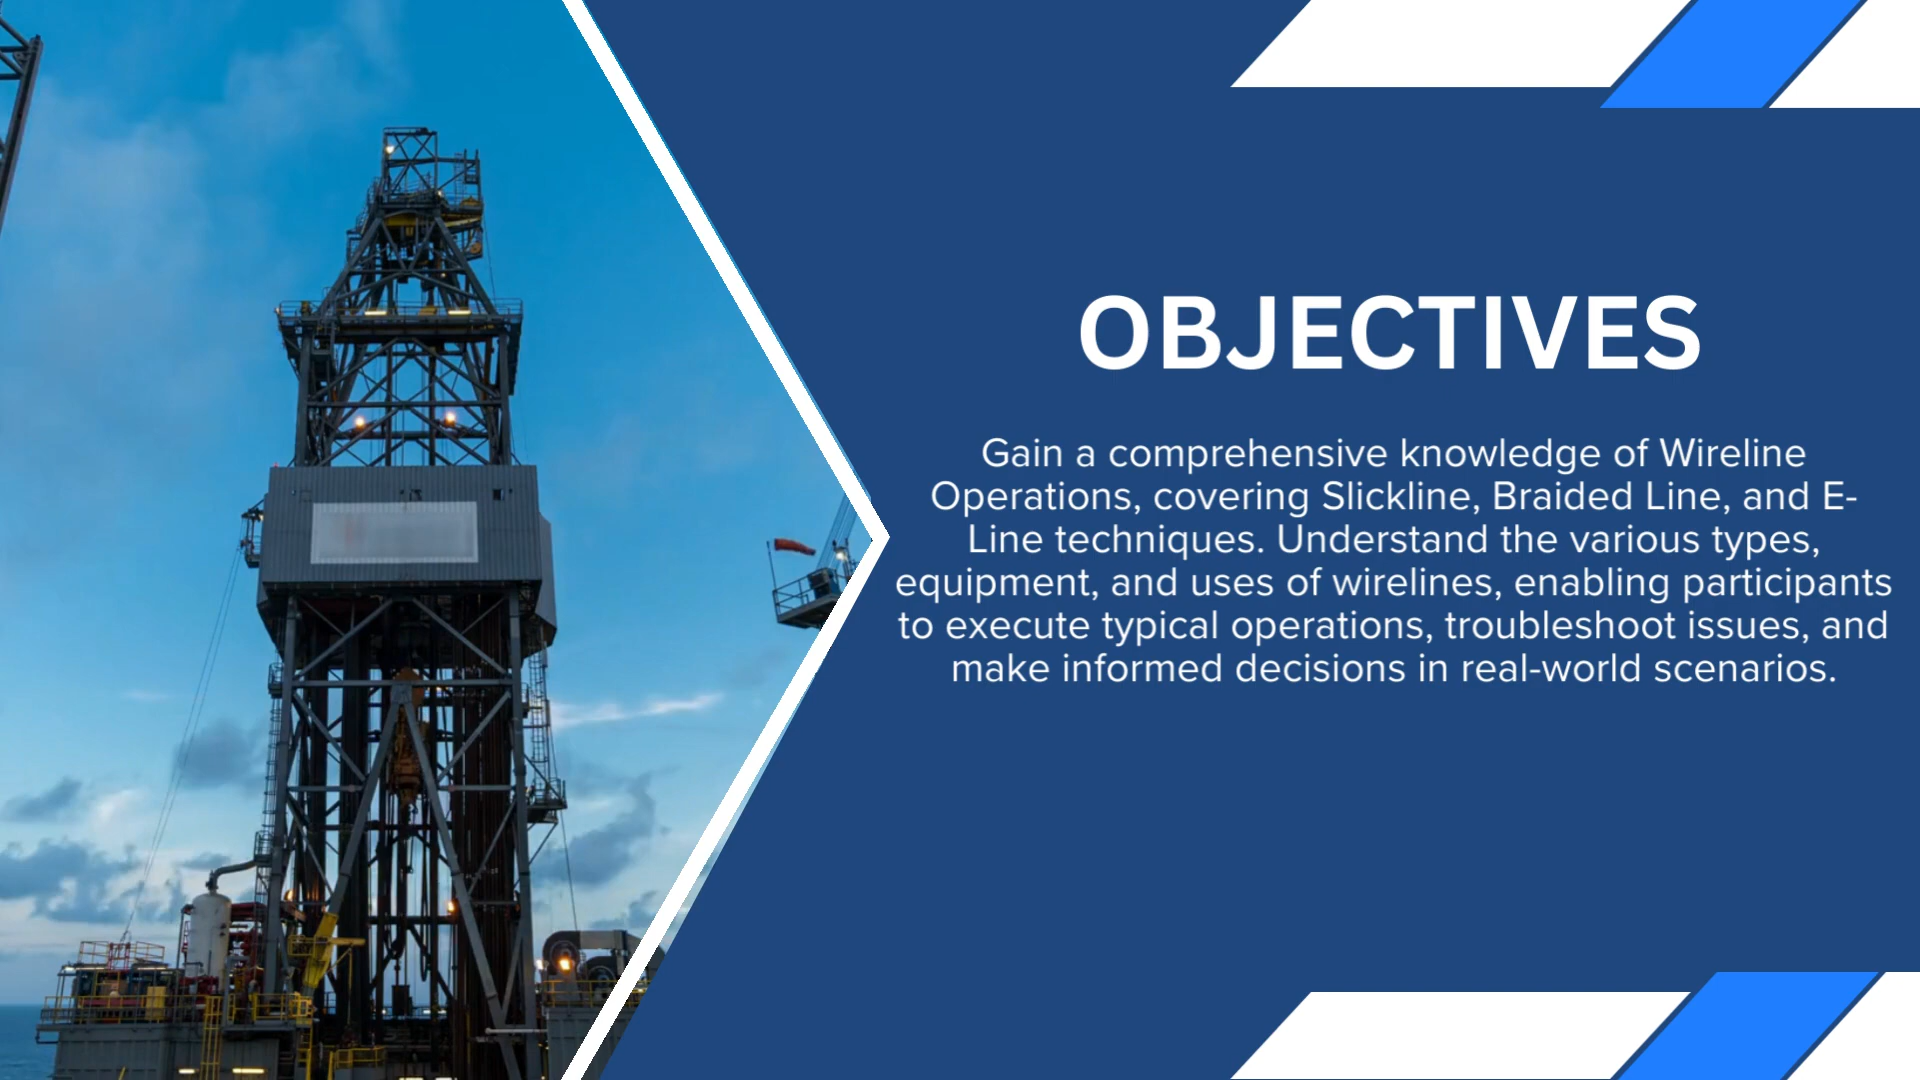 OBJECTIVES
Gain a comprehensive knowledge of Wireline
Operations, covering Slickline, Braided Line, and E-
Line techniques. Understand the various types,
equipment, and uses of wirelines, enabling participants
to execute typical operations, troubleshoot issues, and
make informed decisions in real-world scenarios.